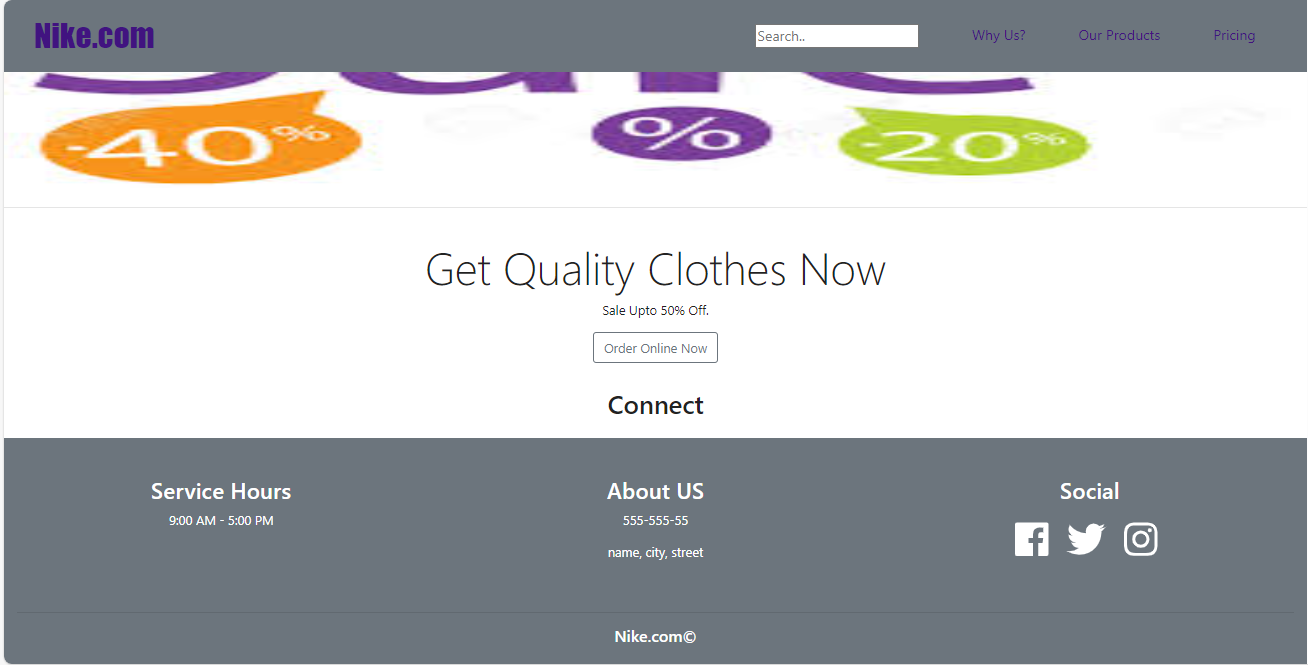 Nike.com
Search..
Why Us?
Our Products
Pricing
-40%
%
-20%
Get Quality Clothes Now
Sale Upto 50% Off.
Order Online Now
Connect
Service Hours
9:00 AM - 5:00 PM
About US
555-555-55
name, city, street
Social
Nike.com©